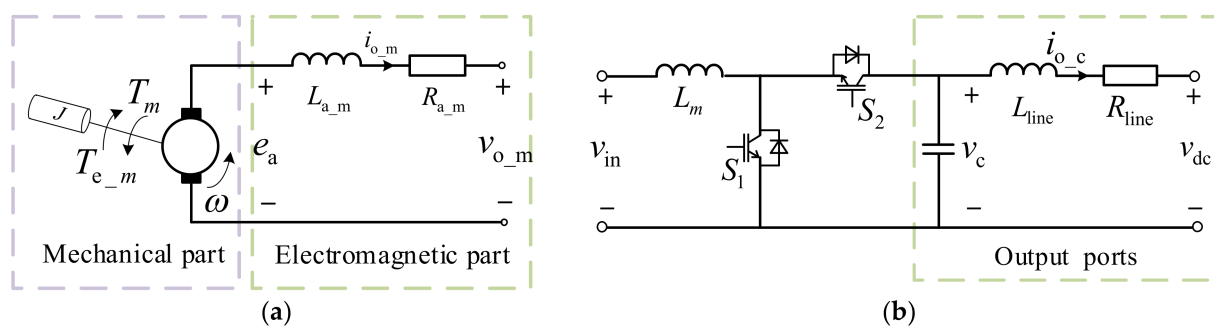 J
T_m
T_e_m
ω
e_a
L_a_m
i_o_m
R_a_m
v_o_m
+
+
−
−
Mechanical part
Electromagnetic part
(a)
v_in
+
−
L_m
S_1
S_2
v_c
+
−
L_line
i_o_c
R_line
v_dc
+
−
Output ports
(b)